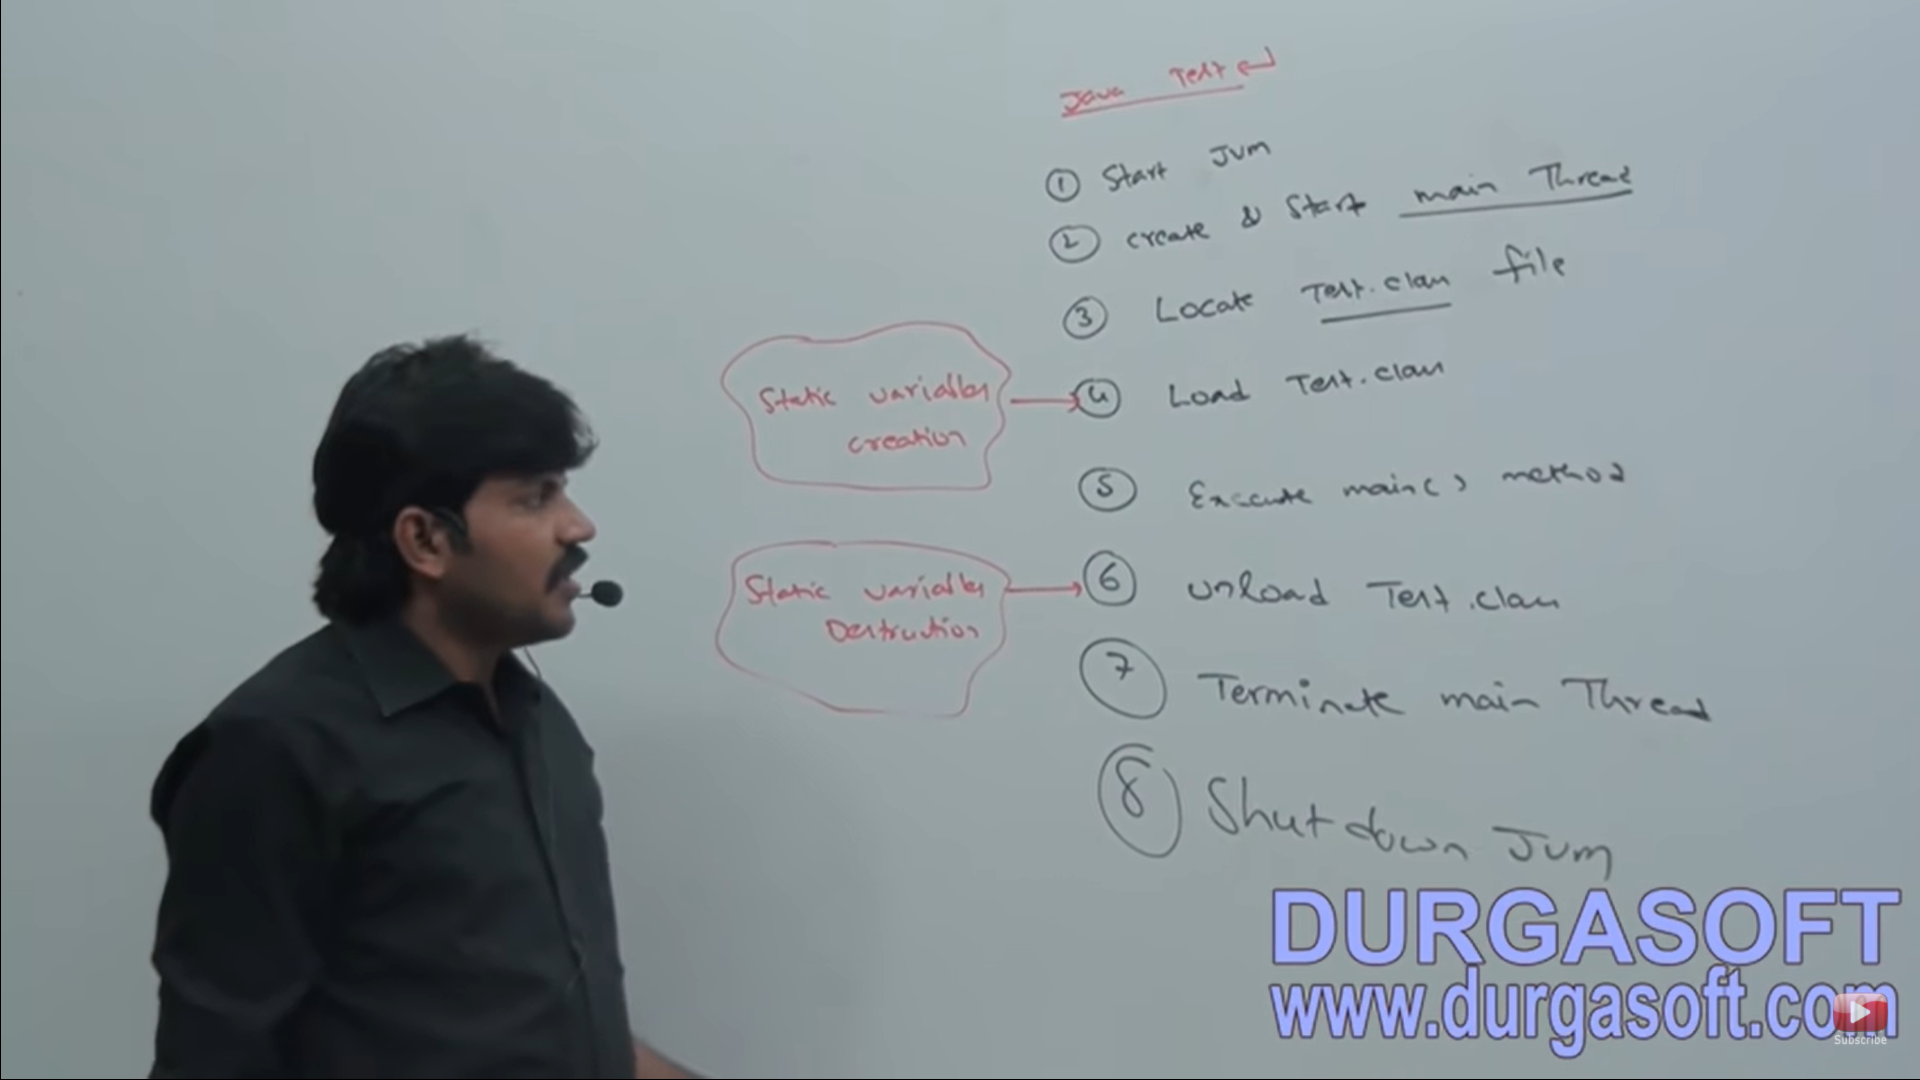 Java Test ↵
① Start JVM
② create & Start main Thread
③ Locate Test.class file
Static variables
creation
④ Load Test.class
⑤ Execute main() method
Static variables
Destruction
⑥ unload Test.class
⑦ Terminate main Thread
⑧ Shutdown JVM
DURGASOFT
www.durgasoft.com
Subscribe